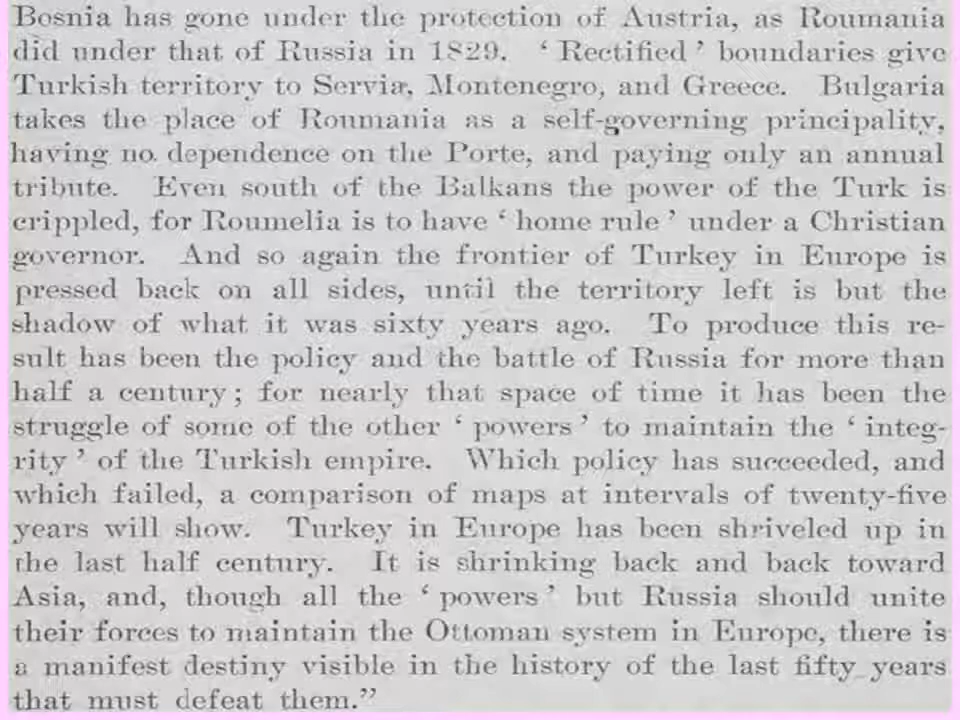 Bosnia has gone under the protection of Austria, as Roumania
did under that of Russia in 1829. ‘ Rectified ’ boundaries give
Turkish territory to Servia, Montenegro, and Greece. Bulgaria
takes the place of Roumania as a self-governing principality,
having no dependence on the Porte, and paying only an annual
tribute. Even south of the Balkans the power of the Turk is
crippled, for Roumelia is to have ‘ home rule ’ under a Christian
governor. And so again the frontier of Turkey in Europe is
pressed back on all sides, until the territory left is but the
shadow of what it was sixty years ago. To produce this re-
sult has been the policy and the battle of Russia for more than
half a century; for nearly that space of time it has been the
struggle of some of the other ‘ powers ’ to maintain the ‘ integ-
rity ’ of the Turkish empire. Which policy has succeeded, and
which failed, a comparison of maps at intervals of twenty-five
years will show. Turkey in Europe has been shriveled up in
the last half century. It is shrinking back and back toward
Asia, and, though all the ‘ powers ’ but Russia should unite
their forces to maintain the Ottoman system in Europe, there is
a manifest destiny visible in the history of the last fifty years
that must defeat them.”